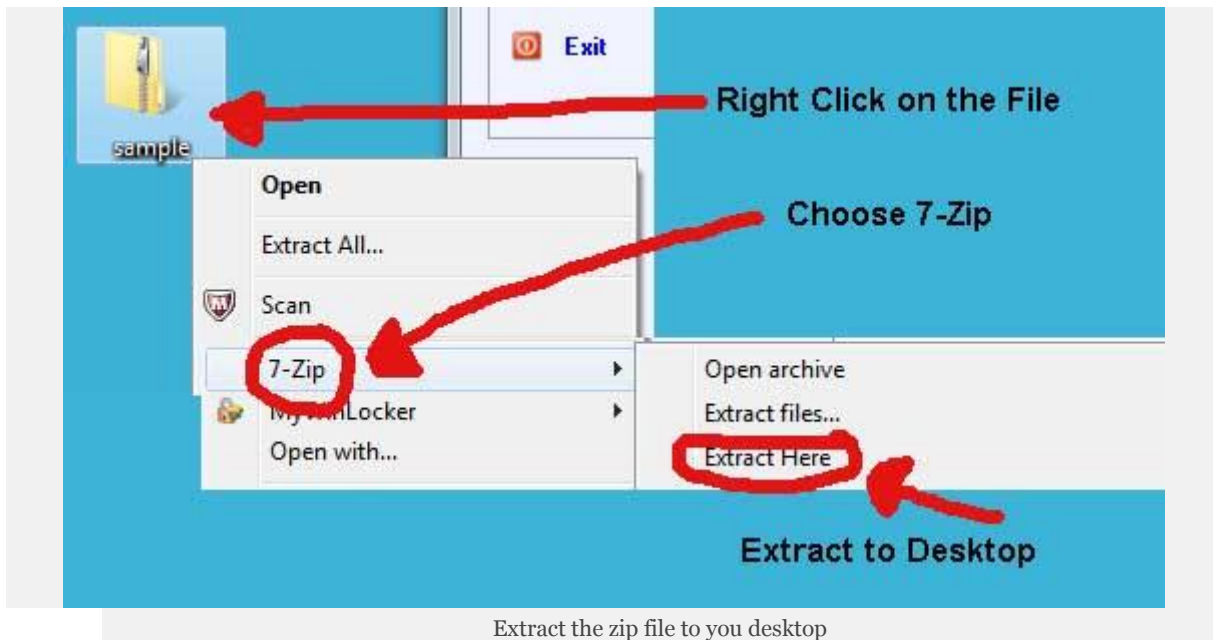 Exit
Right Click on the File
sample
Open
Choose 7-Zip
Extract All...
Scan
7-Zip
Open archive
MyWinLocker
Extract files...
Open with...
Extract Here
Extract to Desktop
Extract the zip file to you desktop